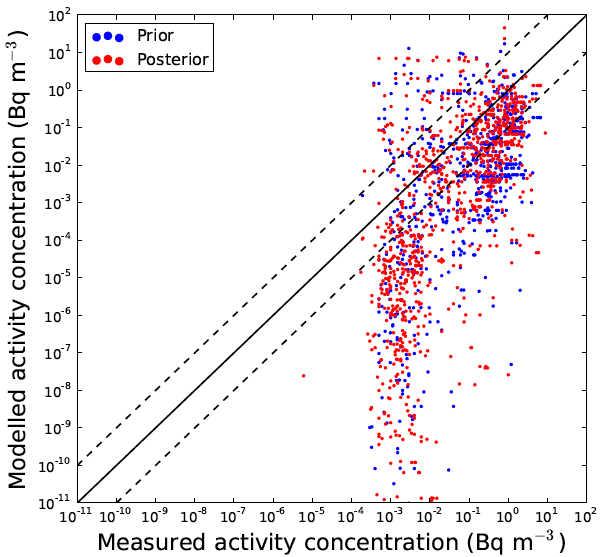 Prior
Posterior
10² 
10¹
10⁰
10⁻¹
10⁻²
10⁻³
10⁻⁴
10⁻⁵
10⁻⁶
10⁻⁷
10⁻⁸
10⁻⁹
10⁻¹⁰
10⁻¹¹
Modelled activity concentration (Bq m⁻³)
10⁻¹¹ 10⁻¹⁰ 10⁻⁹ 10⁻⁸ 10⁻⁷ 10⁻⁶ 10⁻⁵ 10⁻⁴ 10⁻³ 10⁻² 10⁻¹ 10⁰ 10¹ 10²
Measured activity concentration (Bq m⁻³)